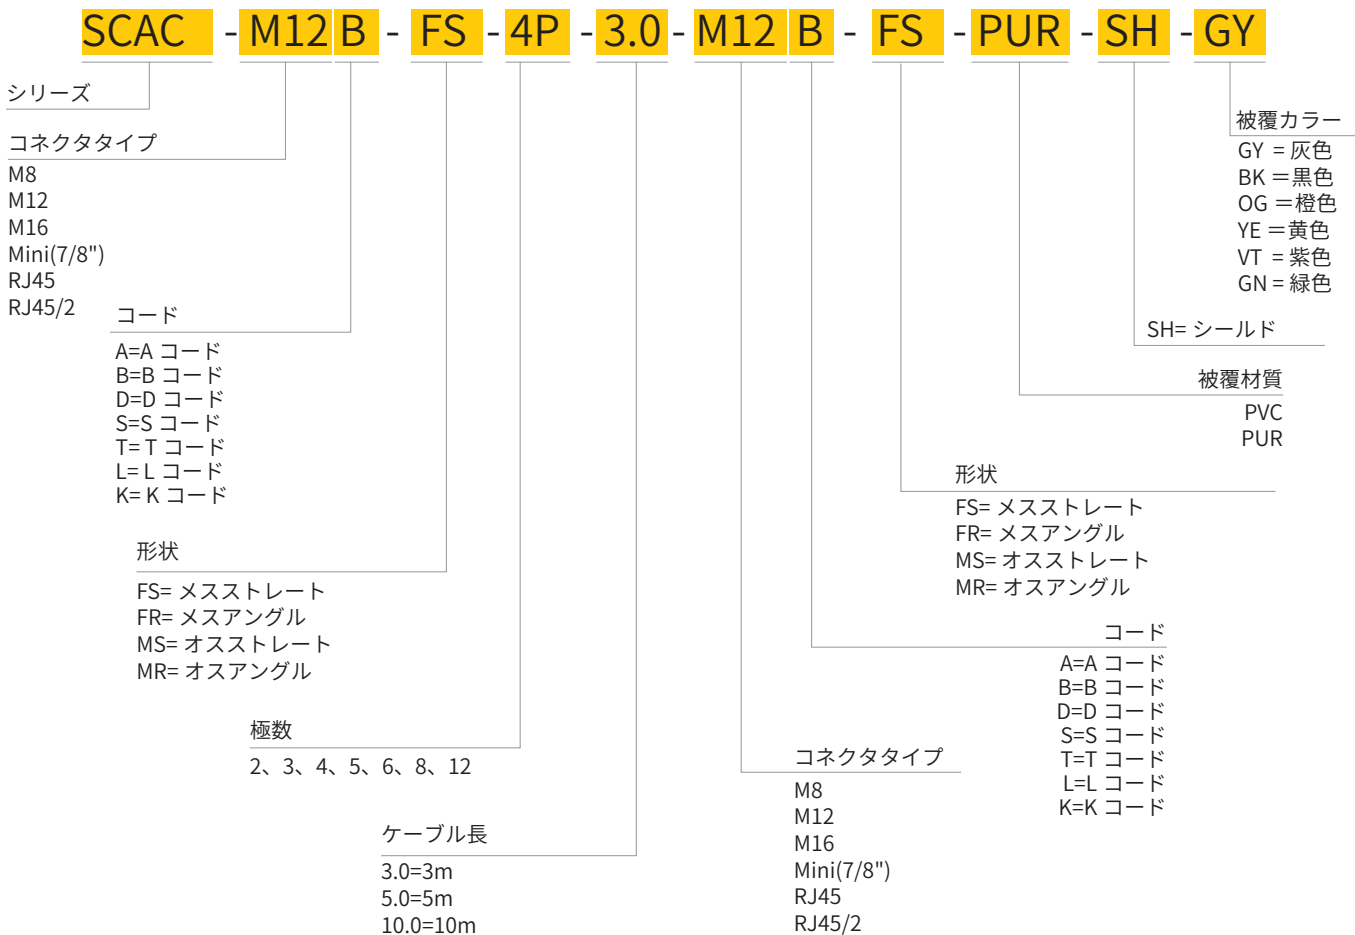 SCAC - M12 B - FS - 4P - 3.0 - M12 B - FS - PUR - SH - GY
シリーズ
コネクタタイプ
M8
M12
M16
Mini(7/8")
RJ45
RJ45/2
コード
A=A コード
B=B コード
D=D コード
S=S コード
T= T コード
L= L コード
K= K コード
形状
FS= メスストレート
FR= メスアングル
MS= オスストレート
MR= オスアングル
極数
2、3、4、5、6、8、12
ケーブル長
3.0=3m
5.0=5m
10.0=10m
コネクタタイプ
M8
M12
M16
Mini(7/8")
RJ45
RJ45/2
コード
A=A コード
B=B コード
D=D コード
S=S コード
T=T コード
L=L コード
K=K コード
形状
FS= メスストレート
FR= メスアングル
MS= オスストレート
MR= オスアングル
被覆材質
PVC
PUR
SH= シールド
被覆カラー
GY = 灰色
BK ＝黒色
OG ＝橙色
YE ＝黄色
VT = 紫色
GN = 緑色